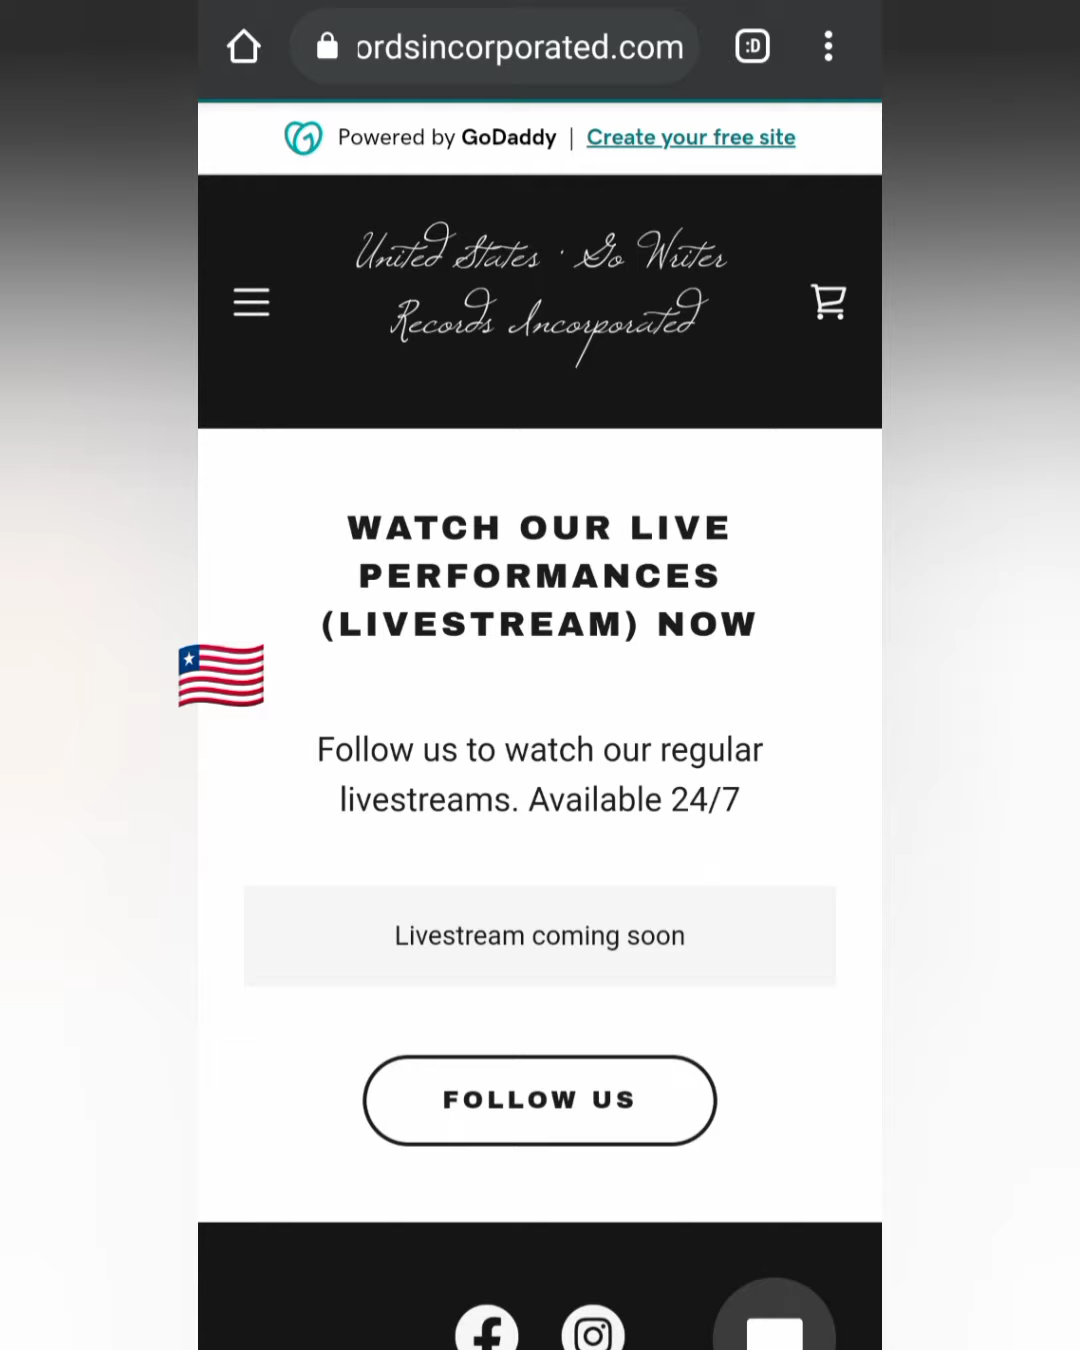 ordsincorporated.com
:D
Powered by GoDaddy | Create your free site
United States · Go Writer
Records Incorporated
WATCH OUR LIVE
PERFORMANCES
(LIVESTREAM) NOW
Follow us to watch our regular
livestreams. Available 24/7
Livestream coming soon
FOLLOW US